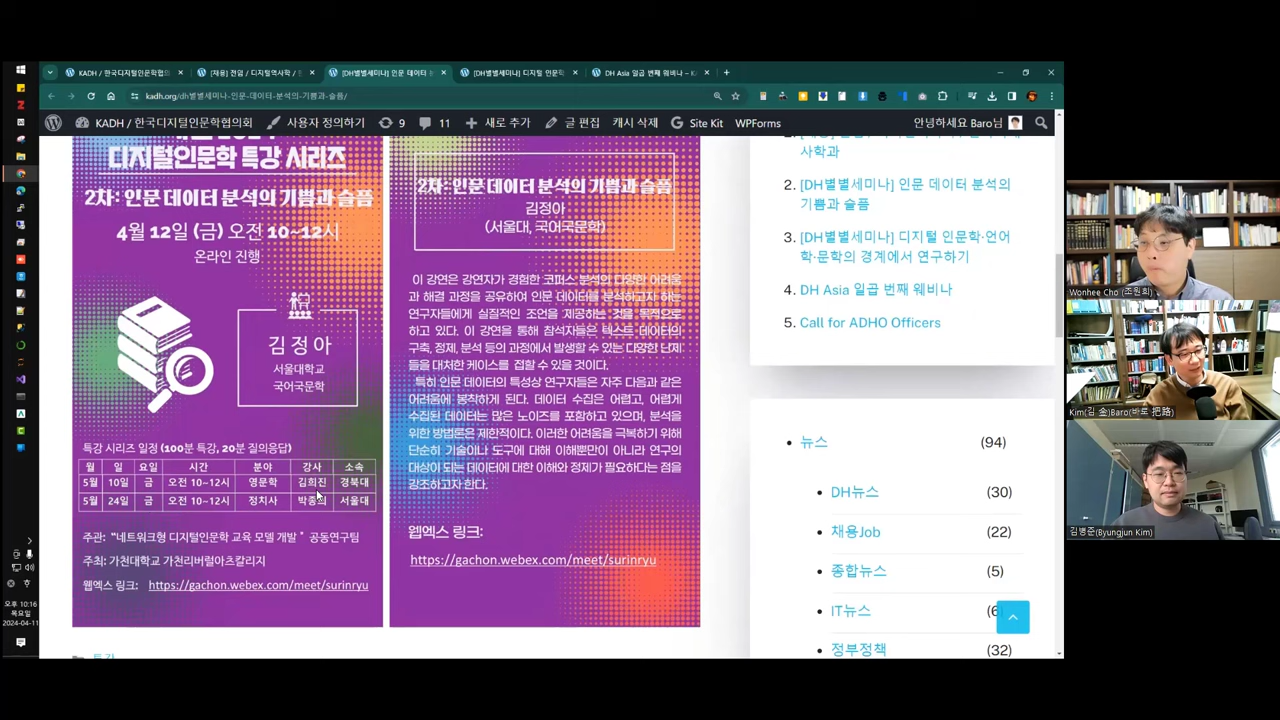 KADH / 한국디지털인문학협의
[채용] 전임 / 디지털역사학 /
[DH별별세미나] 인문 데이터 분
[DH별별세미나] 디지털 인문학
DH Asia 일곱 번째 웨비나 – KA
kadh.org/dh별별세미나-인문-데이터-분석의-기쁨과-슬픔/
KADH / 한국디지털인문학협의회
사용자 정의하기
9
11
새로 추가
글 편집
캐시 삭제
Site Kit
WPForms
안녕하세요 Baro님
디지털인문학 특강 시리즈
2차: 인문 데이터 분석의 기쁨과 슬픔
4월 12일 (금) 오전 10~12시
온라인 진행
김 정 아
서울대학교
국어국문학
특강 시리즈 일정 (100분 특강, 20분 질의응답)
월 일 요일 시간 분야 강사 소속
5월 10일 금 오전 10~12시 영문학 김희진 경북대
5월 24일 금 오전 10~12시 정치사 박종희 서울대
주관: “네트워크형 디지털인문학 교육 모델 개발” 공동연구팀
주최: 가천대학교 가천리버럴아츠칼리지
웹엑스 링크: https://gachon.webex.com/meet/surinryu
2차: 인문 데이터 분석의 기쁨과 슬픔
김정아
(서울대, 국어국문학)
이 강연은 강연자가 경험한 코퍼스 분석의 다양한 어려움
과 해결 과정을 공유하여 인문 데이터를 분석하고자 하는
연구자들에게 실질적인 조언을 제공하는 것을 목적으로
하고 있다. 이 강연을 통해 참석자들은 텍스트 데이터의
구축, 정제, 분석 등의 과정에서 발생할 수 있는 다양한 난제
들을 대처한 케이스를 접할 수 있을 것이다.
특히 인문 데이터의 특성상 연구자들은 자주 다음과 같은
어려움에 봉착하게 된다. 데이터 수집은 어렵고, 어렵게
수집된 데이터는 많은 노이즈를 포함하고 있으며, 분석을
위한 방법론은 제한적이다. 이러한 어려움을 극복하기 위해
단순히 기술이나 도구에 대해 이해뿐만이 아니라 연구의
대상이 되는 데이터에 대한 이해와 정제가 필요하다는 점을
강조하고자 한다.
웹엑스 링크:
https://gachon.webex.com/meet/surinryu
사학과
2. [DH별별세미나] 인문 데이터 분석의
기쁨과 슬픔
3. [DH별별세미나] 디지털 인문학·언어
학·문학의 경계에서 연구하기
4. DH Asia 일곱 번째 웨비나
5. Call for ADHO Officers
뉴스 (94)
DH뉴스 (30)
채용Job (22)
종합뉴스 (5)
IT뉴스 (6)
정부정책 (32)
특강
오후 10:16
목요일
2024-04-11
Wonhee Cho (조원희)
Kim(김 金)Baro(바로 把路)
김병준(Byungjun Kim)